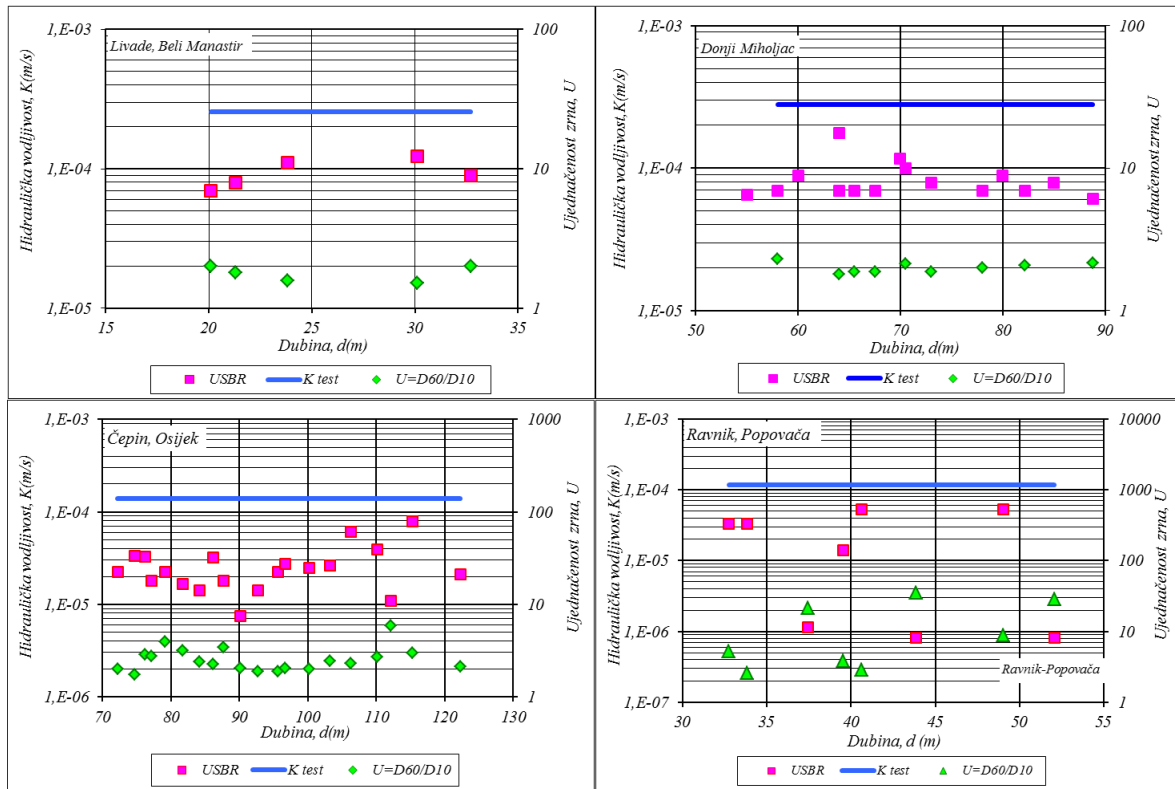 Livade, Beli Manastir
Hidraulička vodljivost, K(m/s)
1,E-03
1,E-04
1,E-05
Ujednačenost zrna, U
100
10
1
15 20 25 30 35
Dubina, d(m)
USBR K test U=D60/D10
Donji Miholjac
Hidraulička vodljivost,K(m/s)
1,E-03
1,E-04
1,E-05
Ujednačenost zrna, U
100
10
1
50 60 70 80 90
Dubina, d(m)
USBR K test U=D60/D10
Čepin, Osijek
Hidraulička vodljivost, K(m/s)
1,E-03
1,E-04
1,E-05
1,E-06
Ujednačenost zrna, U
1000
100
10
1
70 80 90 100 110 120 130
Dubina, d(m)
USBR K test U=D60/D10
Ravnik, Popovača
Hidraulička vodljivost, K(m/s)
1,E-03
1,E-04
1,E-05
1,E-06
1,E-07
Ujednačenost zrna, U
10000
1000
100
10
1
Ravnik-Popovača
30 35 40 45 50 55
Dubina, d (m)
USBR K test U=D60/D10